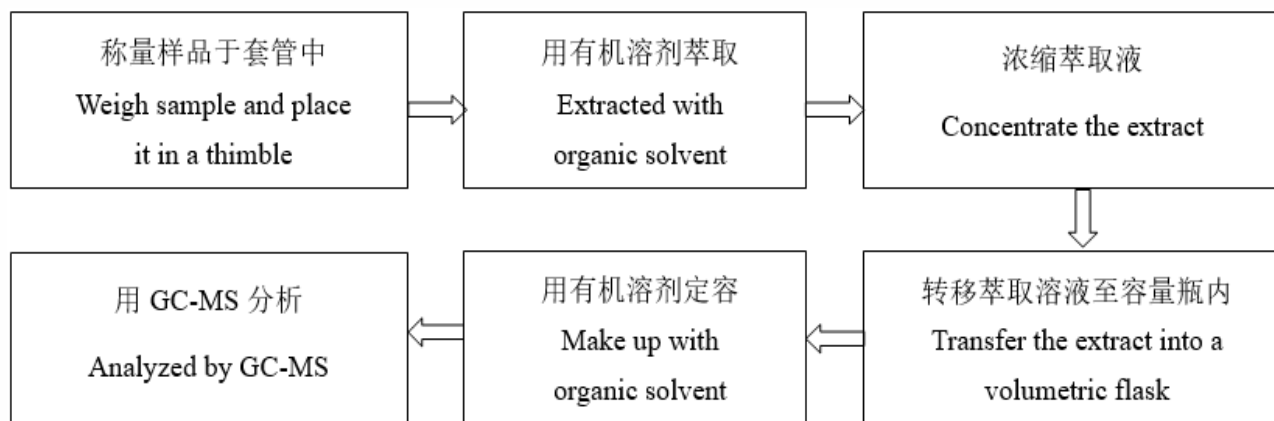 称量样品于套管中
Weigh sample and place
it in a thimble
用有机溶剂萃取
Extracted with
organic solvent
浓缩萃取液
Concentrate the extract
转移萃取溶液至容量瓶内
Transfer the extract into a
volumetric flask
用有机溶剂定容
Make up with
organic solvent
用 GC-MS 分析
Analyzed by GC-MS